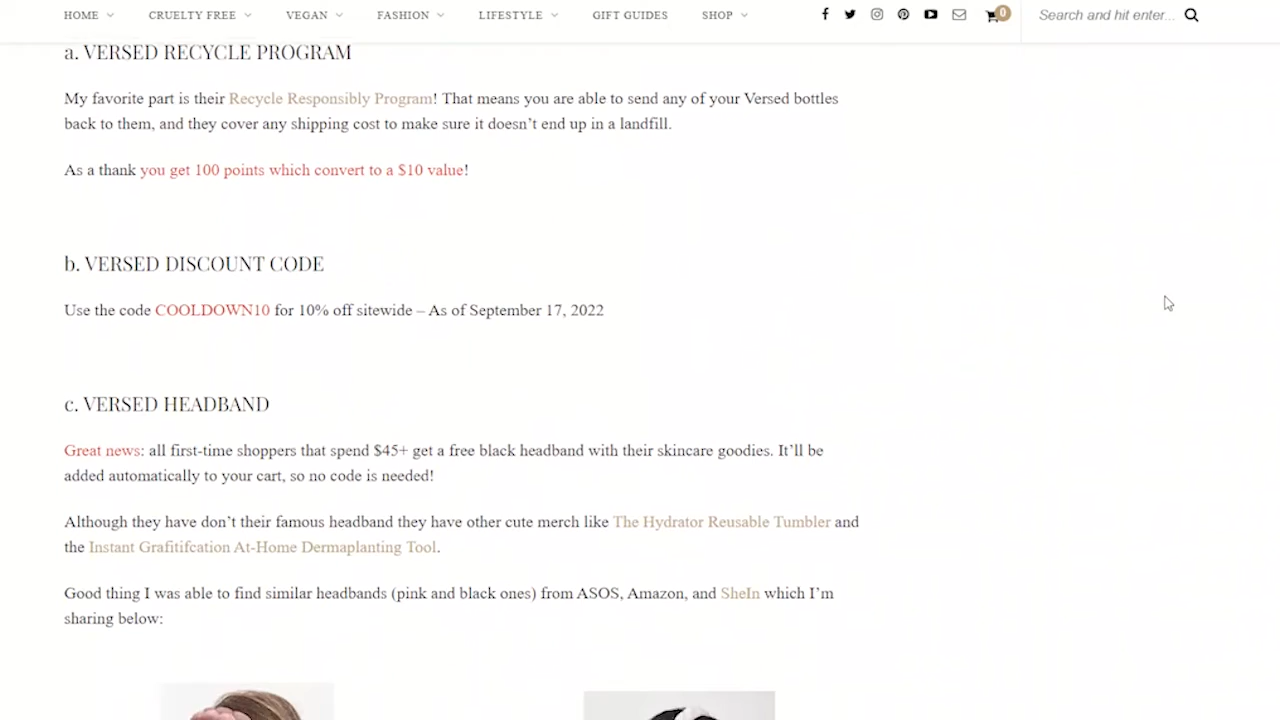 HOME CRUELTY FREE VEGAN FASHION LIFESTYLE GIFT GUIDES SHOP 0 Search and hit enter...
a. VERSED RECYCLE PROGRAM
My favorite part is their Recycle Responsibly Program! That means you are able to send any of your Versed bottles
back to them, and they cover any shipping cost to make sure it doesn't end up in a landfill.
As a thank you get 100 points which convert to a $10 value!
b. VERSED DISCOUNT CODE
Use the code COOLDOWN10 for 10% off sitewide – As of September 17, 2022
c. VERSED HEADBAND
Great news: all first-time shoppers that spend $45+ get a free black headband with their skincare goodies. It'll be
added automatically to your cart, so no code is needed!
Although they have don't their famous headband they have other cute merch like The Hydrator Reusable Tumbler and
the Instant Grafitifcation At-Home Dermaplanting Tool.
Good thing I was able to find similar headbands (pink and black ones) from ASOS, Amazon, and SheIn which I'm
sharing below: